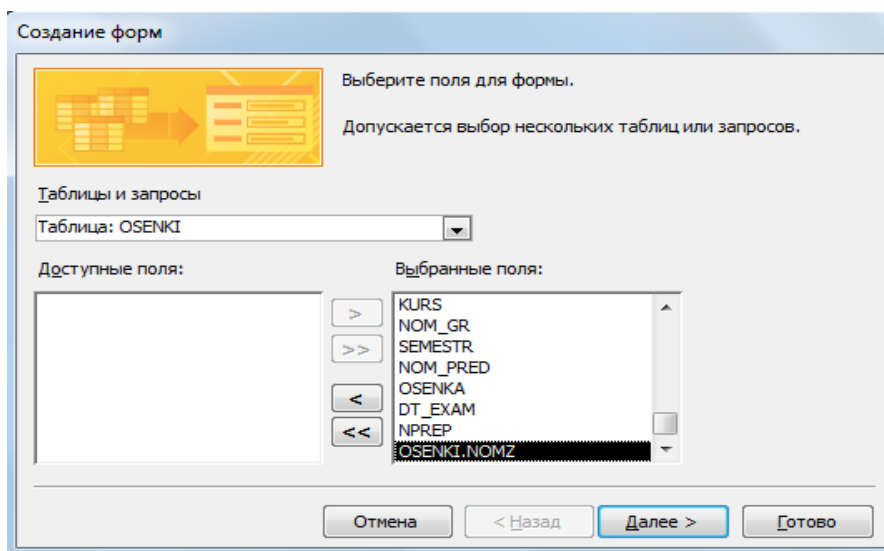 Создание форм
Выберите поля для формы.
Допускается выбор нескольких таблиц или запросов.
Таблицы и запросы
Таблица: OSENKI
Доступные поля:
Выбранные поля:
>
>>
<
<<
KURS
NOM_GR
SEMESTR
NOM_PRED
OSENKA
DT_EXAM
NPREP
OSENKI.NOMZ
Отмена
< Назад
Далее >
Готово